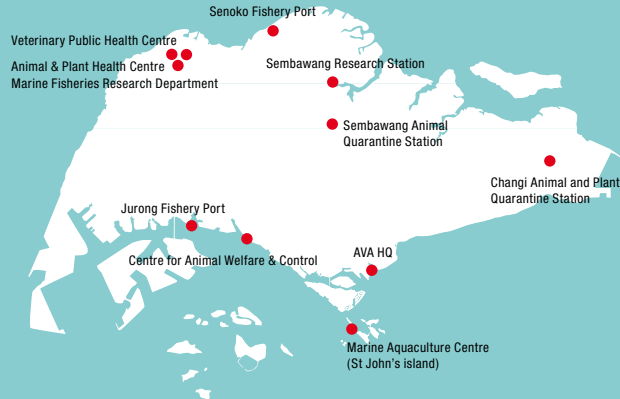 Senoko Fishery Port
Veterinary Public Health Centre
Animal & Plant Health Centre
Marine Fisheries Research Department
Sembawang Research Station
Sembawang Animal
Quarantine Station
Changi Animal and Plant
Quarantine Station
Jurong Fishery Port
Centre for Animal Welfare & Control
AVA HQ
Marine Aquaculture Centre
(St John's island)